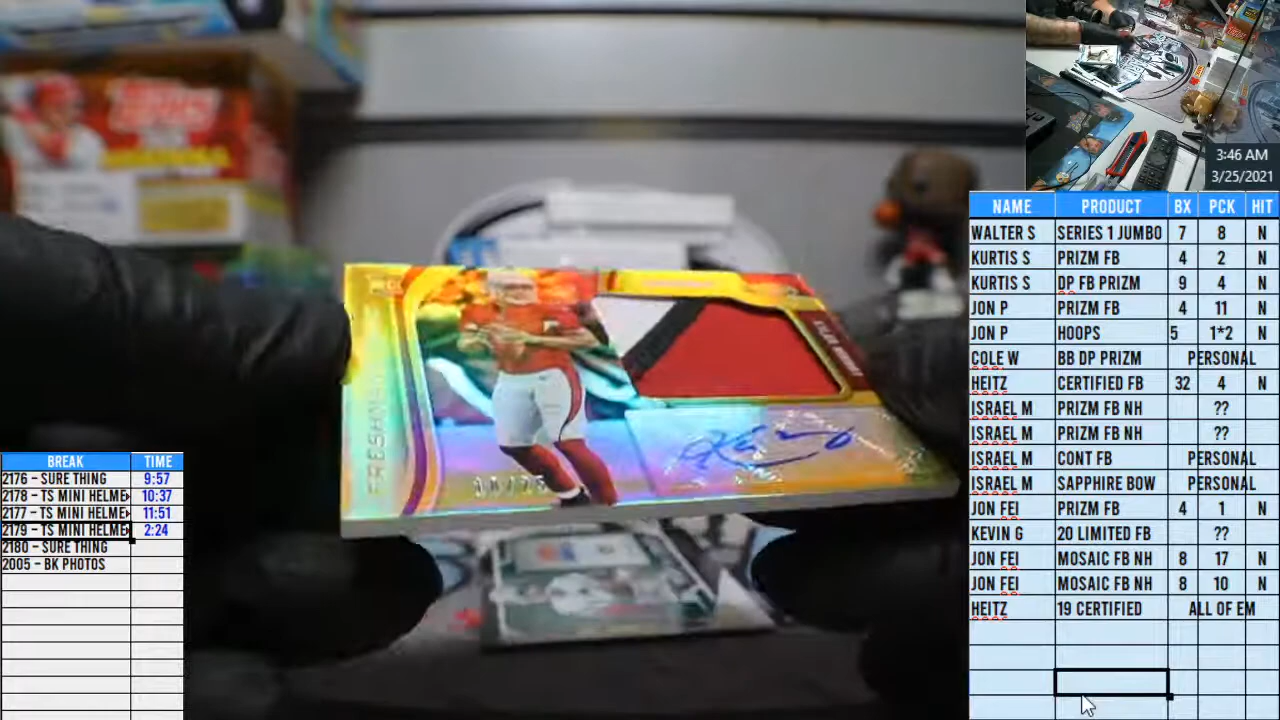 3:46 AM
3/25/2021
NAME PRODUCT BX PCK HIT
WALTER S SERIES 1 JUMBO 7 8 N
KURTIS S PRIZM FB 4 2 N
KURTIS S DP FB PRIZM 9 4 N
JON P PRIZM FB 4 11 N
JON P HOOPS 5 1*2 N
COLE W BB DP PRIZM PERSONAL
HEITZ CERTIFIED FB 32 4 N
ISRAEL M PRIZM FB NH ??
ISRAEL M PRIZM FB NH ??
ISRAEL M CONT FB PERSONAL
ISRAEL M SAPPHIRE BOW PERSONAL
JON FEI PRIZM FB 4 1 N
KEVIN G 20 LIMITED FB ??
JON FEI MOSAIC FB NH 8 17 N
JON FEI MOSAIC FB NH 8 10 N
HEITZ 19 CERTIFIED ALL OF EM
BREAK TIME
2176 - SURE THING 9:57
2178 - TS MINI HELME 10:37
2177 - TS MINI HELME 11:51
2179 - TS MINI HELME 2:24
2180 - SURE THING
2005 - BK PHOTOS
FRESHMAN